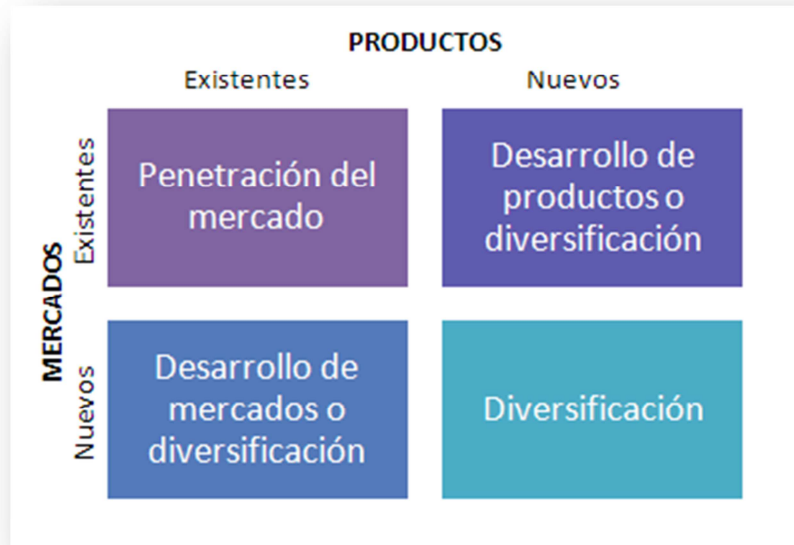 PRODUCTOS
Existentes Nuevos
MERCADOS
Existentes
Penetración del
mercado
Desarrollo de
productos o
diversificación
Nuevos
Desarrollo de
mercados o
diversificación
Diversificación